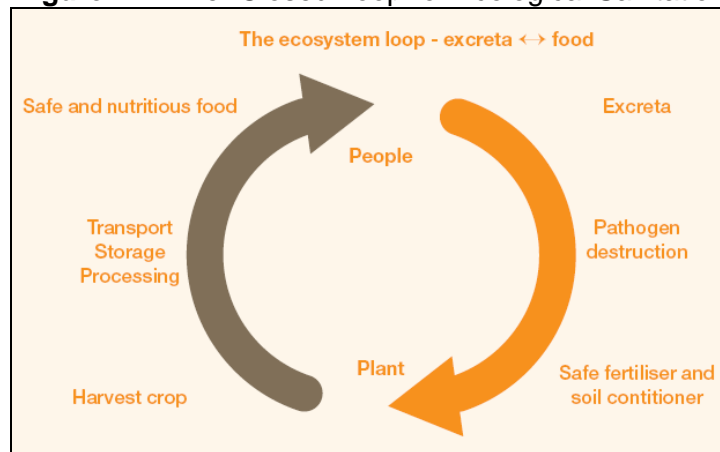 The ecosystem loop - excreta ↔ food
Safe and nutritious food
Excreta
People
Transport
Storage
Processing
Pathogen
destruction
Plant
Harvest crop
Safe fertiliser and
soil contitioner